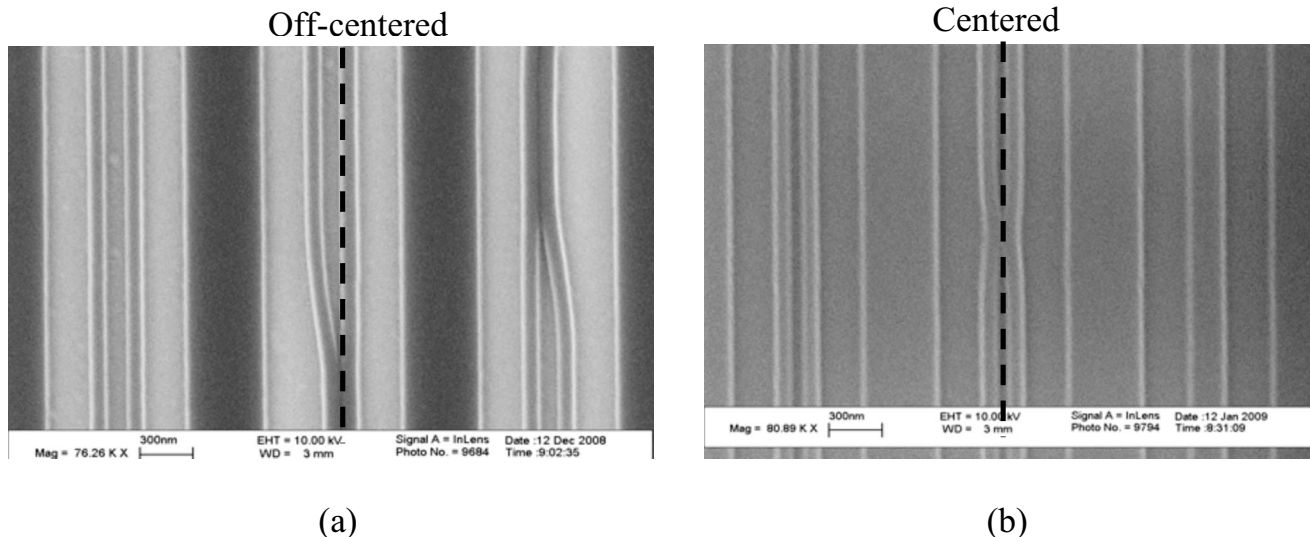 Off-centered
Centered
300nm
Mag = 76.26 K X
EHT = 10.00 kV
WD = 3 mm
Signal A = InLens
Photo No. = 9684
Date :12 Dec 2008
Time :9:02:35
300nm
Mag = 80.89 K X
EHT = 10.00 kV
WD = 3 mm
Signal A = InLens
Photo No. = 9794
Date :12 Jan 2009
Time :8:31:09
(a)
(b)